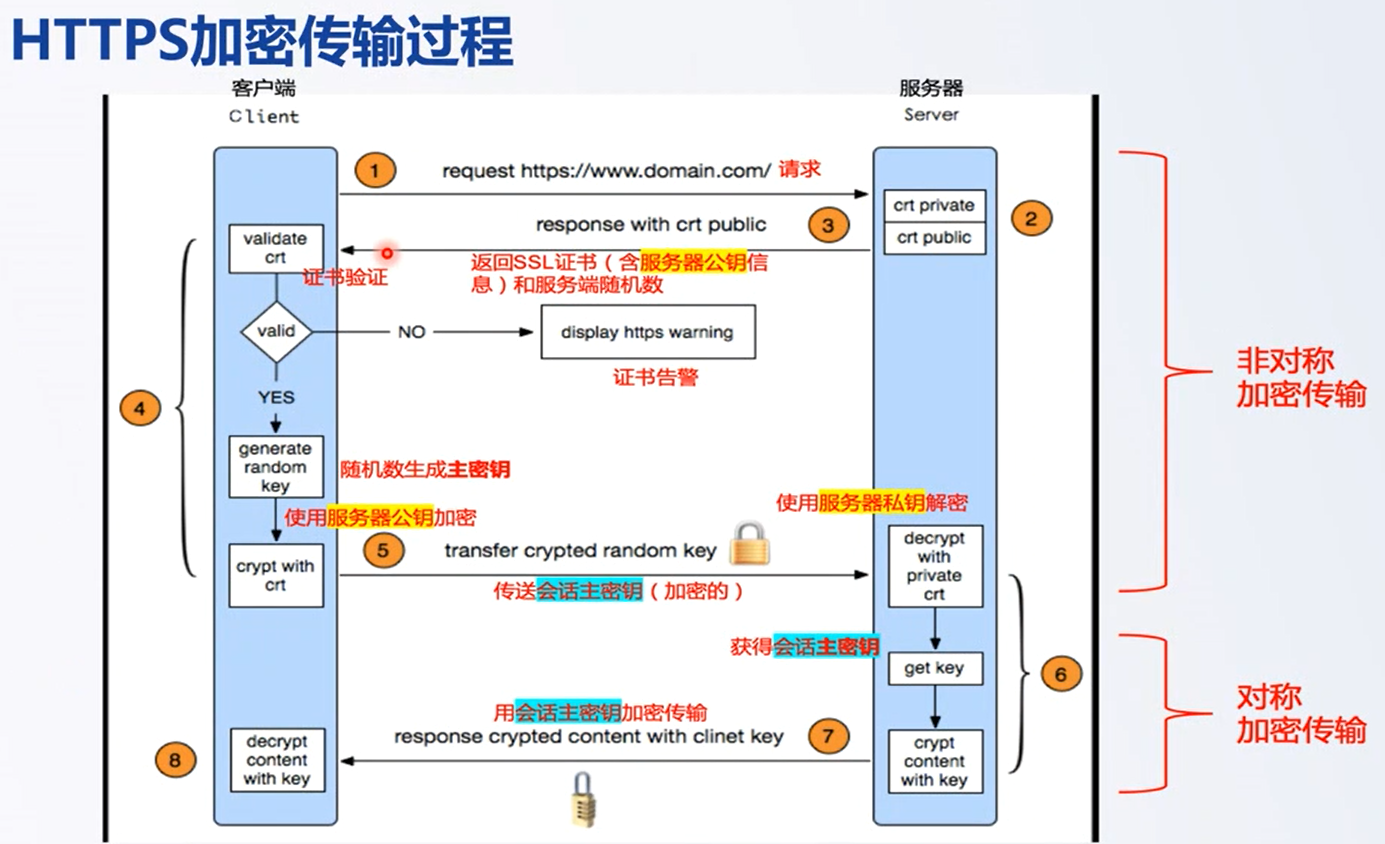 HTTPS加密传输过程
客户端
Client
服务器
Server
1
request https://www.domain.com/ 请求
crt private
crt public
2
response with crt public
3
validate
crt
证书验证
返回SSL证书（含服务器公钥信
息）和服务端随机数
valid
NO
display https warning
证书告警
非对称
加密传输
YES
4
generate
random
key
随机数生成主密钥
使用服务器公钥加密
使用服务器私钥解密
crypt with
crt
5
transfer crypted random key
传送会话主密钥（加密的）
decrypt
with
private
crt
获得会话主密钥
get key
6
对称
加密传输
用会话主密钥加密传输
response crypted content with clinet key
7
crypt
content
with key
8
decrypt
content
with key